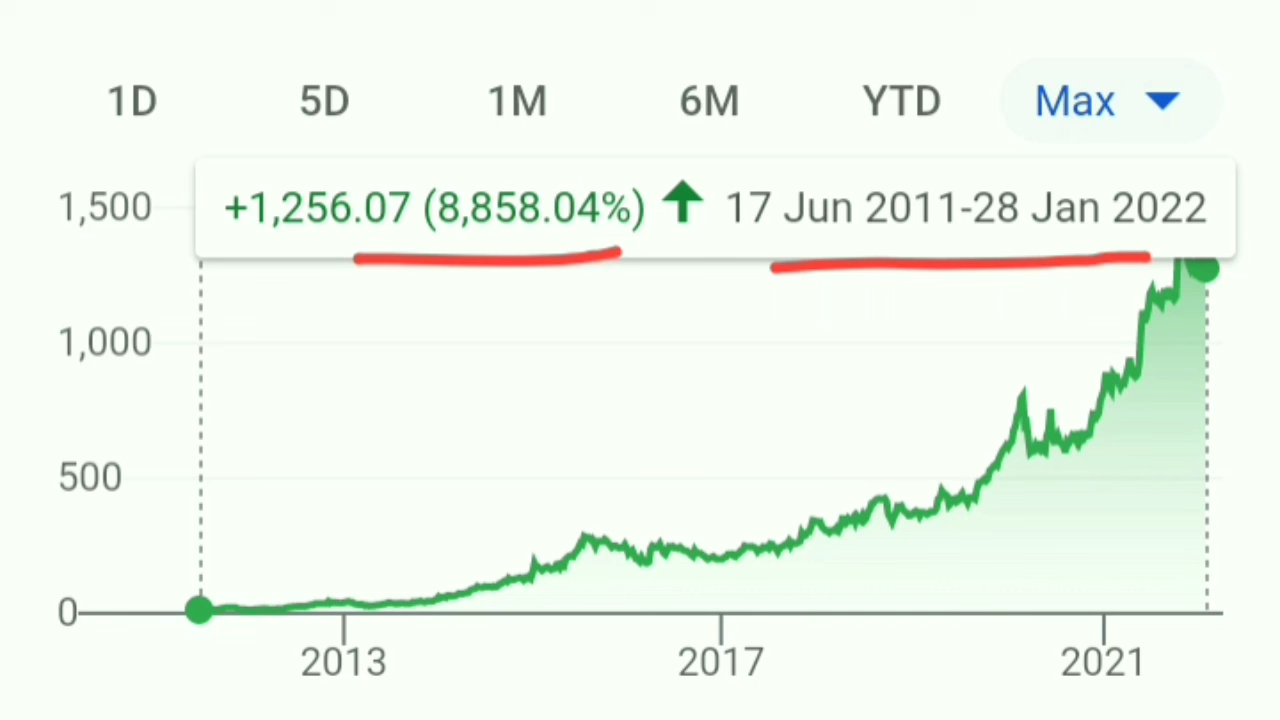 1D 5D 1M 6M YTD Max
+1,256.07 (8,858.04%) 17 Jun 2011-28 Jan 2022
1,500
1,000
500
0
2013 2017 2021